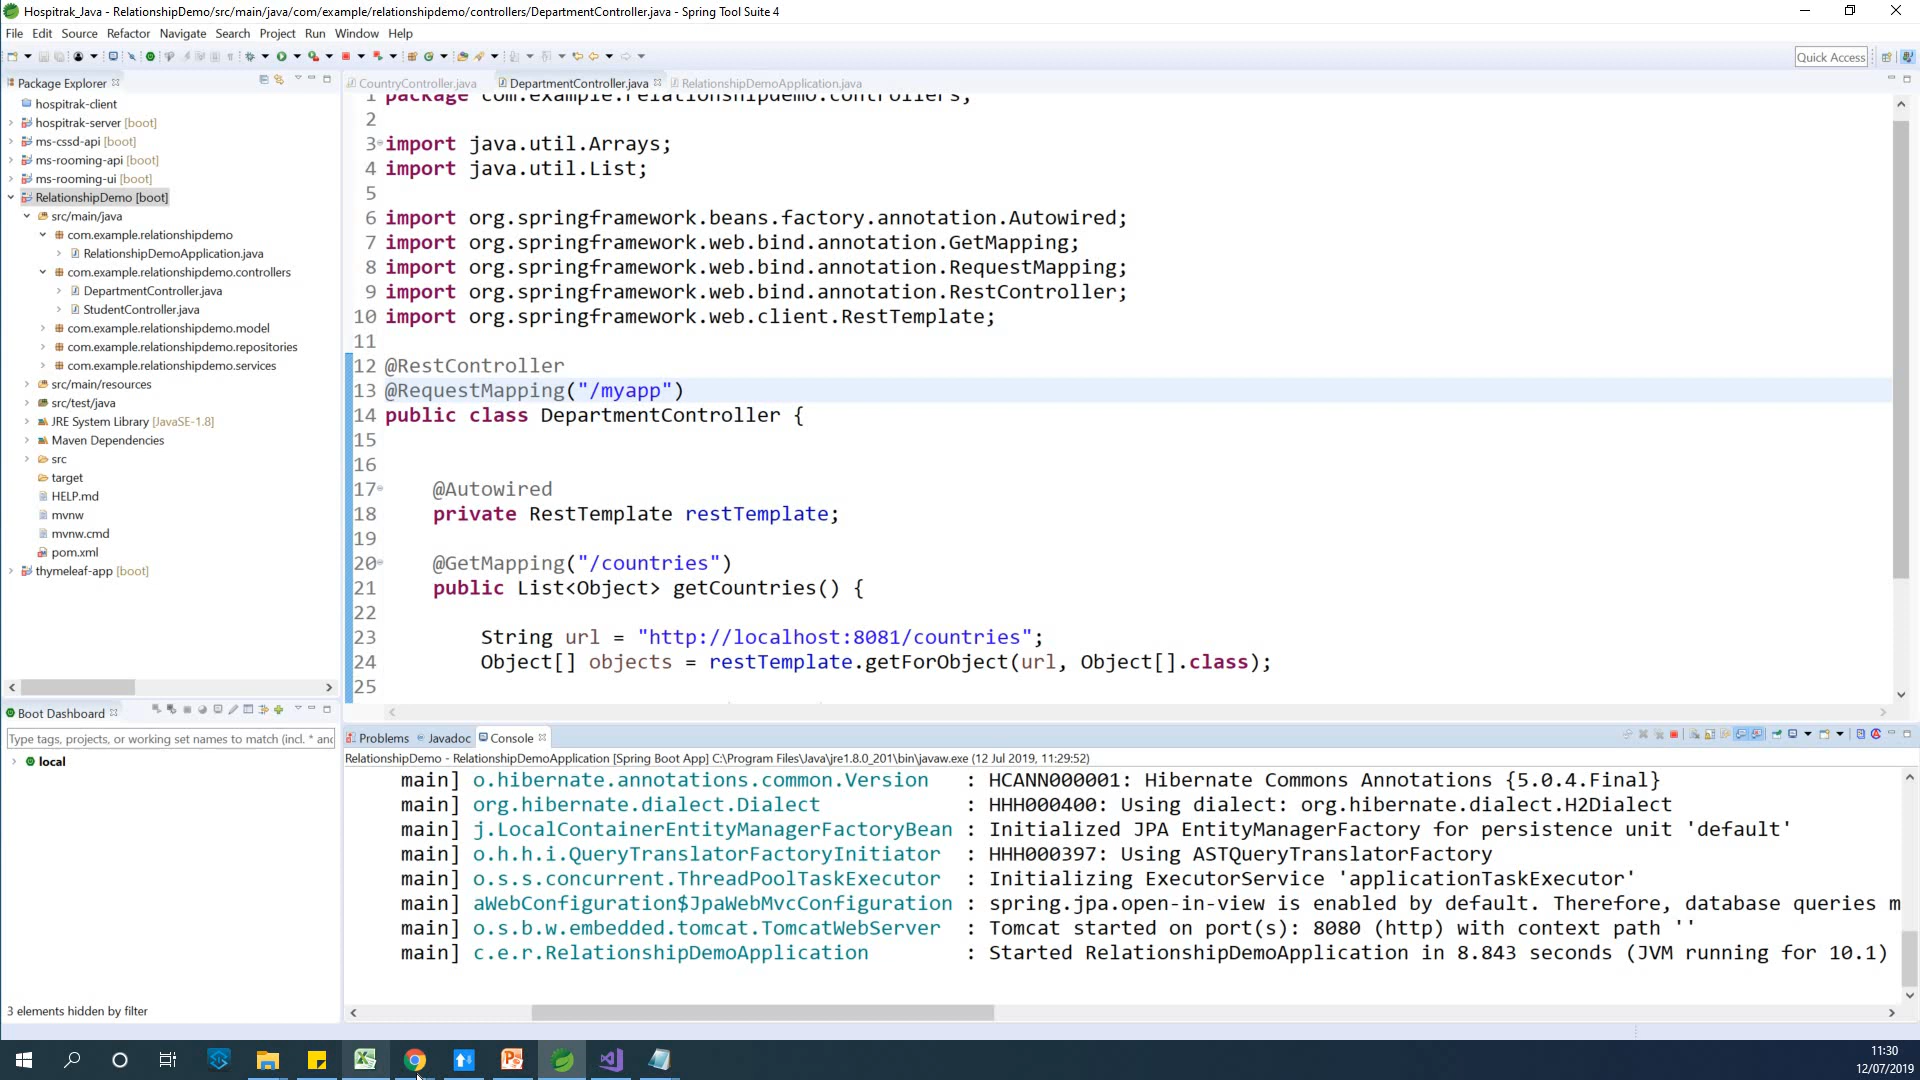 Hospitrak_Java - RelationshipDemo/src/main/java/com/example/relationshipdemo/controllers/DepartmentController.java - Spring Tool Suite 4
File Edit Source Refactor Navigate Search Project Run Window Help
Quick Access
Package Explorer
hospitrak-client
hospitrak-server [boot]
ms-cssd-api [boot]
ms-rooming-api [boot]
ms-rooming-ui [boot]
RelationshipDemo [boot]
src/main/java
com.example.relationshipdemo
RelationshipDemoApplication.java
com.example.relationshipdemo.controllers
DepartmentController.java
StudentController.java
com.example.relationshipdemo.model
com.example.relationshipdemo.repositories
com.example.relationshipdemo.services
src/main/resources
src/test/java
JRE System Library [JavaSE-1.8]
Maven Dependencies
src
target
HELP.md
mvnw
mvnw.cmd
pom.xml
thymeleaf-app [boot]
Boot Dashboard
Type tags, projects, or working set names to match (incl. * and
local
3 elements hidden by filter
CountryController.java DepartmentController.java RelationshipDemoApplication.java
1 package com.example.relationshipdemo.controllers;
2
3 import java.util.Arrays;
4 import java.util.List;
5
6 import org.springframework.beans.factory.annotation.Autowired;
7 import org.springframework.web.bind.annotation.GetMapping;
8 import org.springframework.web.bind.annotation.RequestMapping;
9 import org.springframework.web.bind.annotation.RestController;
10 import org.springframework.web.client.RestTemplate;
11
12 @RestController
13 @RequestMapping("/myapp")
14 public class DepartmentController {
15
16
17 @Autowired
18 private RestTemplate restTemplate;
19
20 @GetMapping("/countries")
21 public List<Object> getCountries() {
22
23 String url = "http://localhost:8081/countries";
24 Object[] objects = restTemplate.getForObject(url, Object[].class);
25
Problems Javadoc Console
RelationshipDemo - RelationshipDemoApplication [Spring Boot App] C:\Program Files\Java\jre1.8.0_201\bin\javaw.exe (12 Jul 2019, 11:29:52)
main] o.hibernate.annotations.common.Version : HCANN000001: Hibernate Commons Annotations {5.0.4.Final}
main] org.hibernate.dialect.Dialect : HHH000400: Using dialect: org.hibernate.dialect.H2Dialect
main] j.LocalContainerEntityManagerFactoryBean : Initialized JPA EntityManagerFactory for persistence unit 'default'
main] o.h.h.i.QueryTranslatorFactoryInitiator : HHH000397: Using ASTQueryTranslatorFactory
main] o.s.s.concurrent.ThreadPoolTaskExecutor : Initializing ExecutorService 'applicationTaskExecutor'
main] aWebConfiguration$JpaWebMvcConfiguration : spring.jpa.open-in-view is enabled by default. Therefore, database queries m
main] o.s.b.w.embedded.tomcat.TomcatWebServer : Tomcat started on port(s): 8080 (http) with context path ''
main] c.e.r.RelationshipDemoApplication : Started RelationshipDemoApplication in 8.843 seconds (JVM running for 10.1)
11:30
12/07/2019